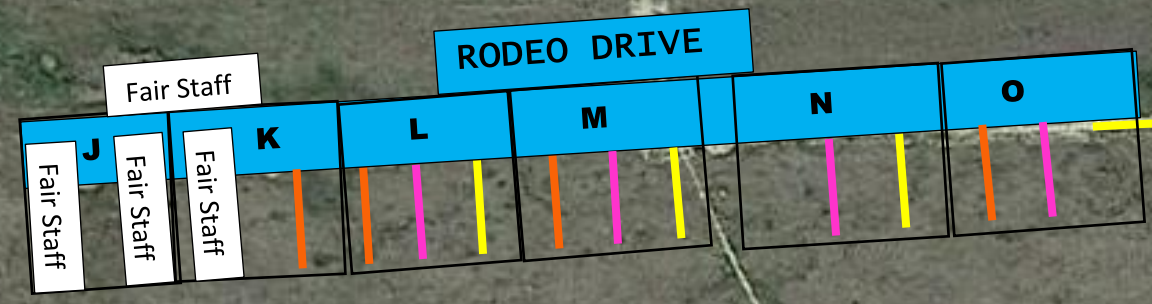 RODEO DRIVE
Fair Staff
J
K
L
M
N
O
Fair Staff
Fair Staff
Fair Staff